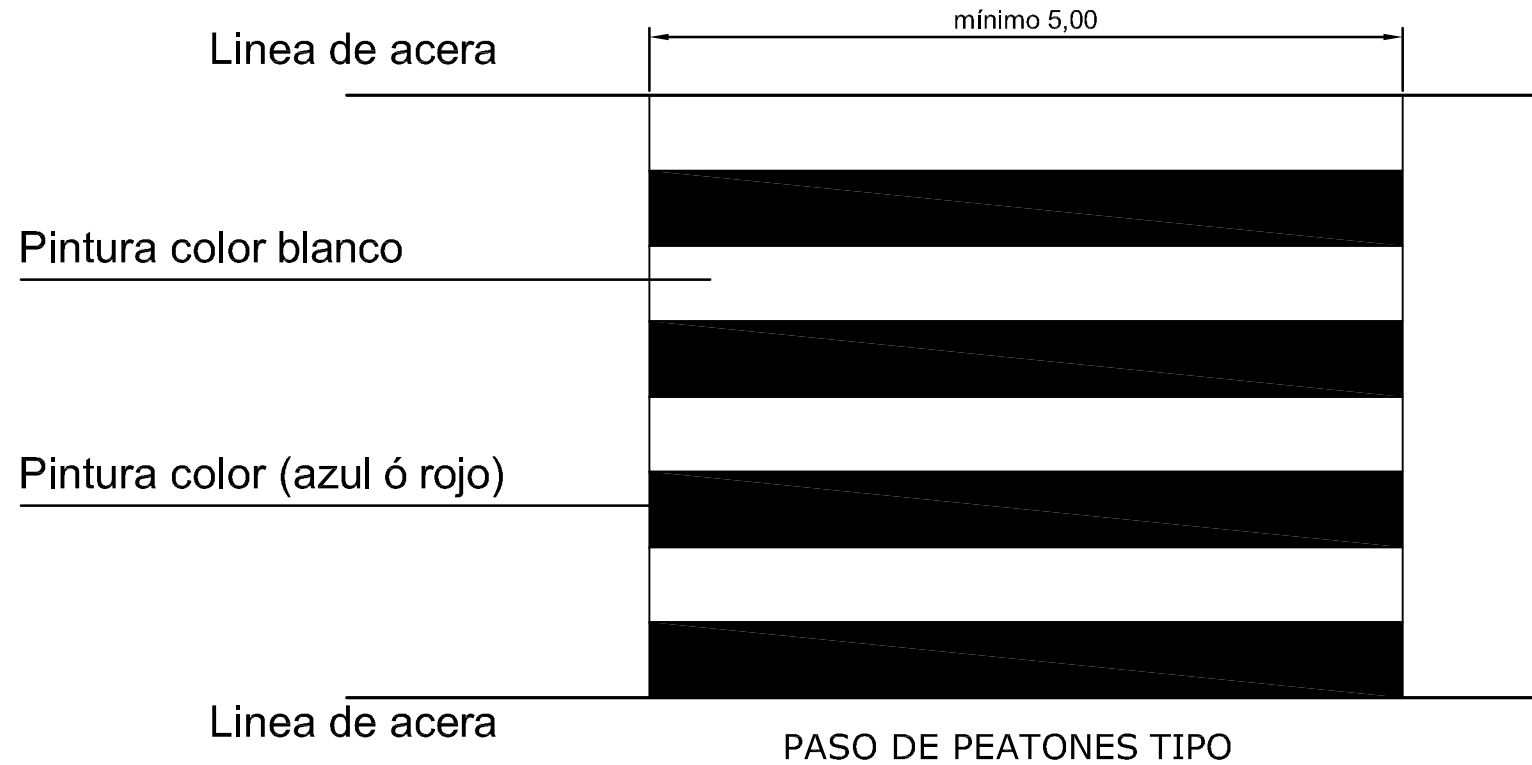 mínimo 5,00
Linea de acera
Pintura color blanco
Pintura color (azul ó rojo)
Linea de acera
PASO DE PEATONES TIPO